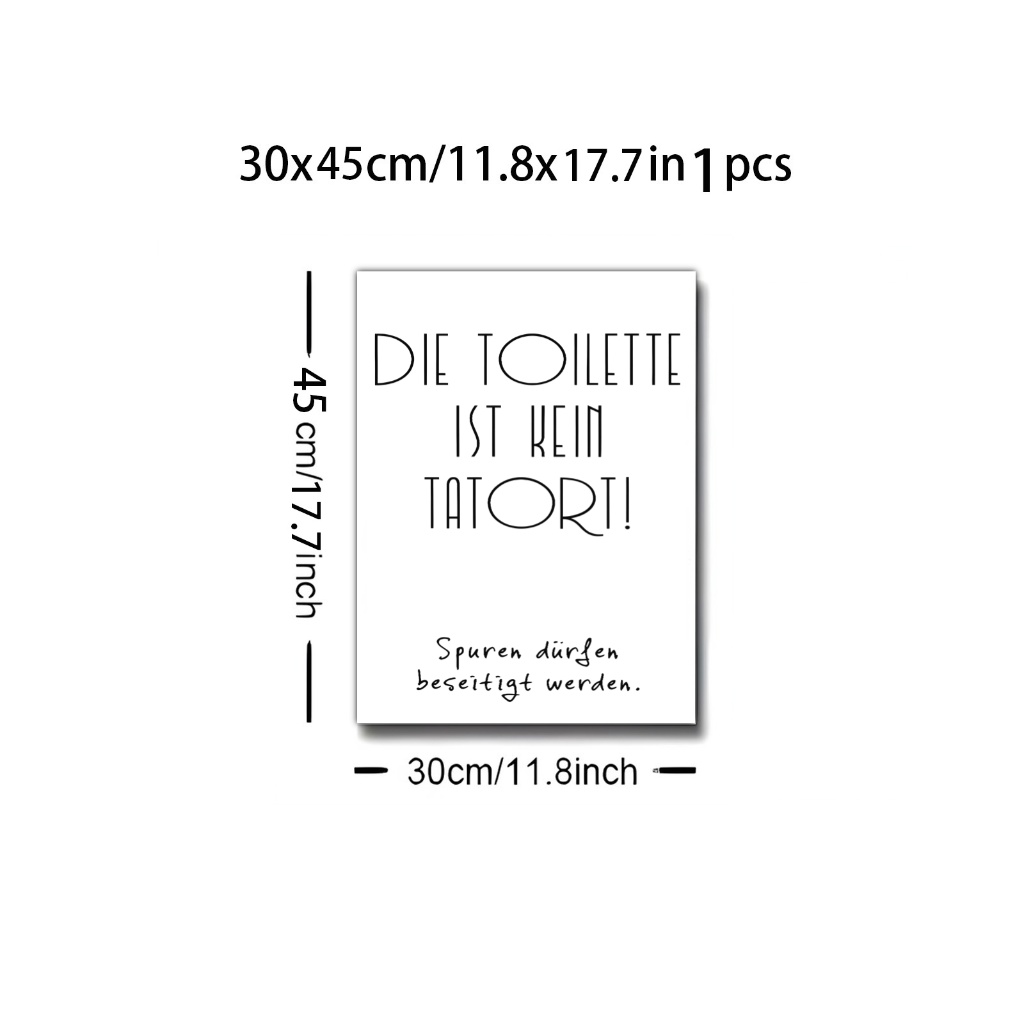 30x45cm/11.8x17.7in 1 pcs
45 cm/17.7inch
DIE TOILETTE
IST KEIN
TATORT!
Spuren dürfen
beseitigt werden.
30cm/11.8inch